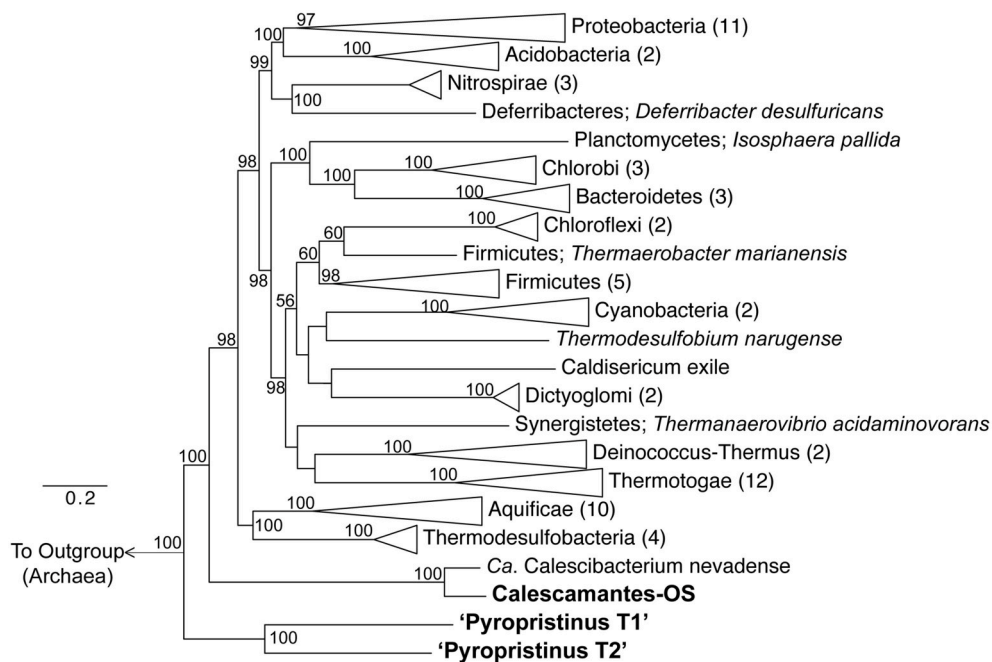 97
Proteobacteria (11)
100
100
Acidobacteria (2)
99
Nitrospirae (3)
100
Deferribacteres; Deferribacter desulfuricans
Planctomycetes; Isosphaera pallida
100
98
100
Chlorobi (3)
100
100
Bacteroidetes (3)
100
Chloroflexi (2)
60
Firmicutes; Thermaerobacter marianensis
60
98
98
Firmicutes (5)
56
100
Cyanobacteria (2)
98
Thermodesulfobium narugense
Caldisericum exile
98
100
Dictyoglomi (2)
Synergistetes; Thermanaerovibrio acidaminovorans
100
Deinococcus-Thermus (2)
100
100
Thermotogae (12)
0.2
100
Aquificae (10)
100
100
Thermodesulfobacteria (4)
100
To Outgroup
(Archaea)
Ca. Calescibacterium nevadense
100
Calescamantes-OS
‘Pyropristinus T1’
100
‘Pyropristinus T2’